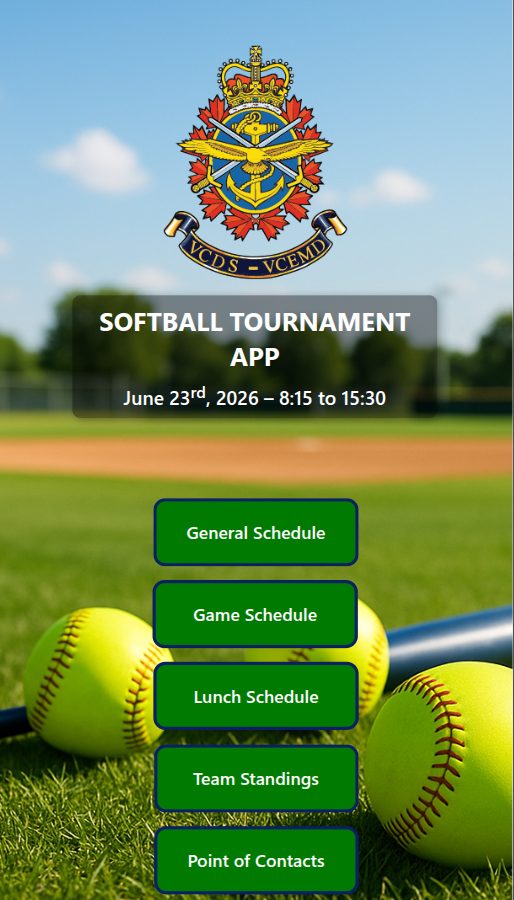 VCDS - VCEMD
SOFTBALL TOURNAMENT
APP
June 23rd, 2026 – 8:15 to 15:30
General Schedule
Game Schedule
Lunch Schedule
Team Standings
Point of Contacts